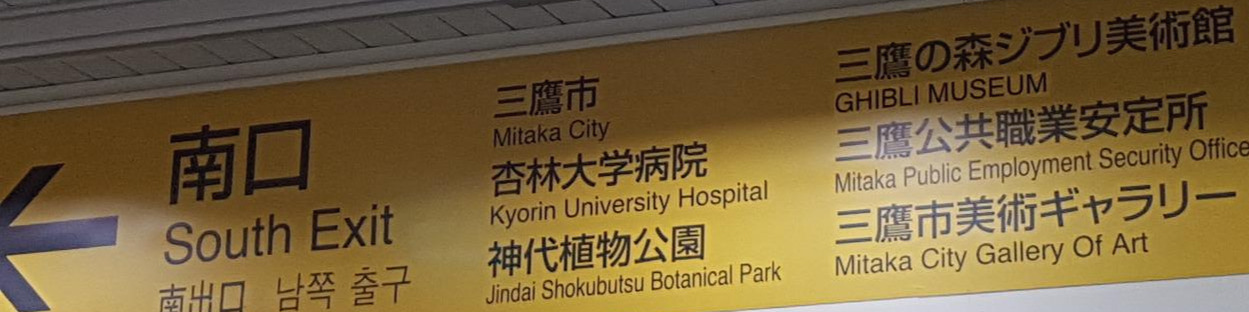 南口
South Exit
南出口 남쪽 출구
三鷹市
Mitaka City
杏林大学病院
Kyorin University Hospital
神代植物公園
Jindai Shokubutsu Botanical Park
三鷹の森ジブリ美術館
GHIBLI MUSEUM
三鷹公共職業安定所
Mitaka Public Employment Security Office
三鷹市美術ギャラリー
Mitaka City Gallery Of Art